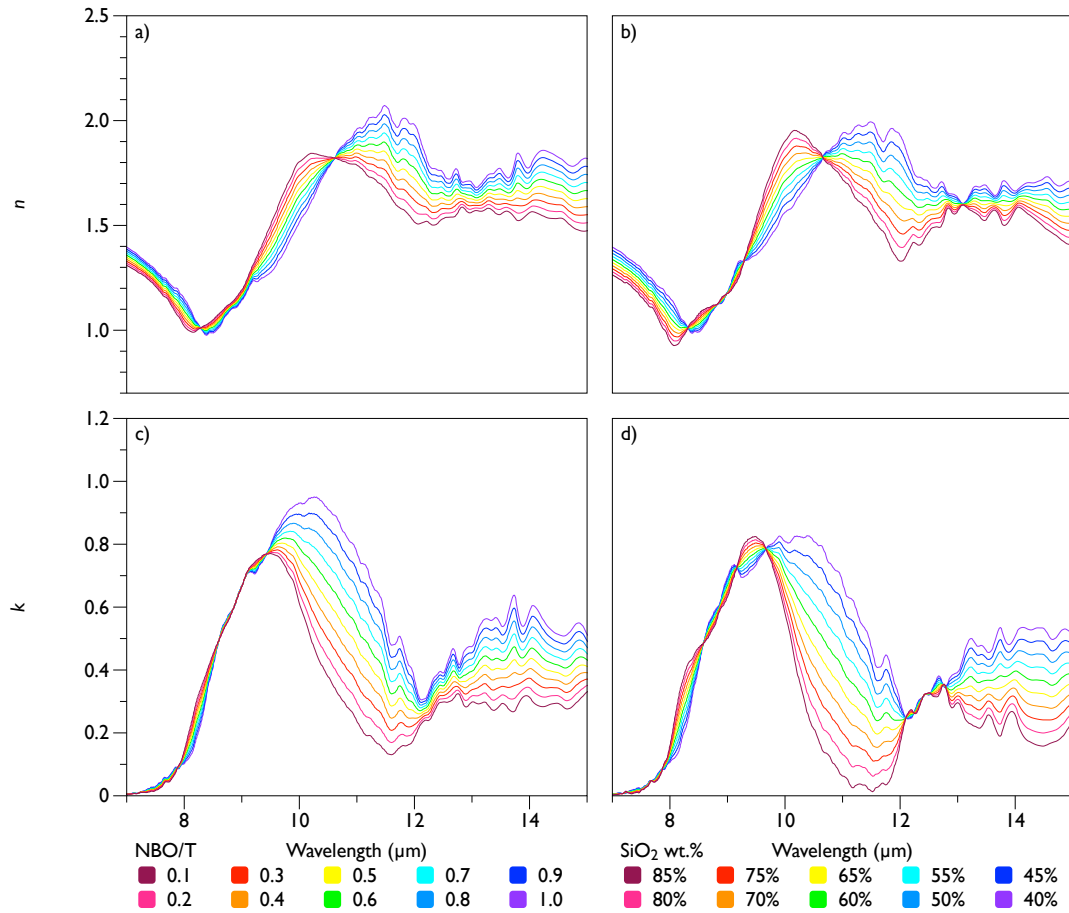 2.5
a)
b)
2.0
n
1.5
1.0
1.2
c)
d)
1.0
0.8
k
0.6
0.4
0.2
0
8 10 12 14 8 10 12 14
NBO/T Wavelength (µm) SiO₂ wt.% Wavelength (µm)
0.1 0.3 0.5 0.7 0.9 85% 75% 65% 55% 45%
0.2 0.4 0.6 0.8 1.0 80% 70% 60% 50% 40%